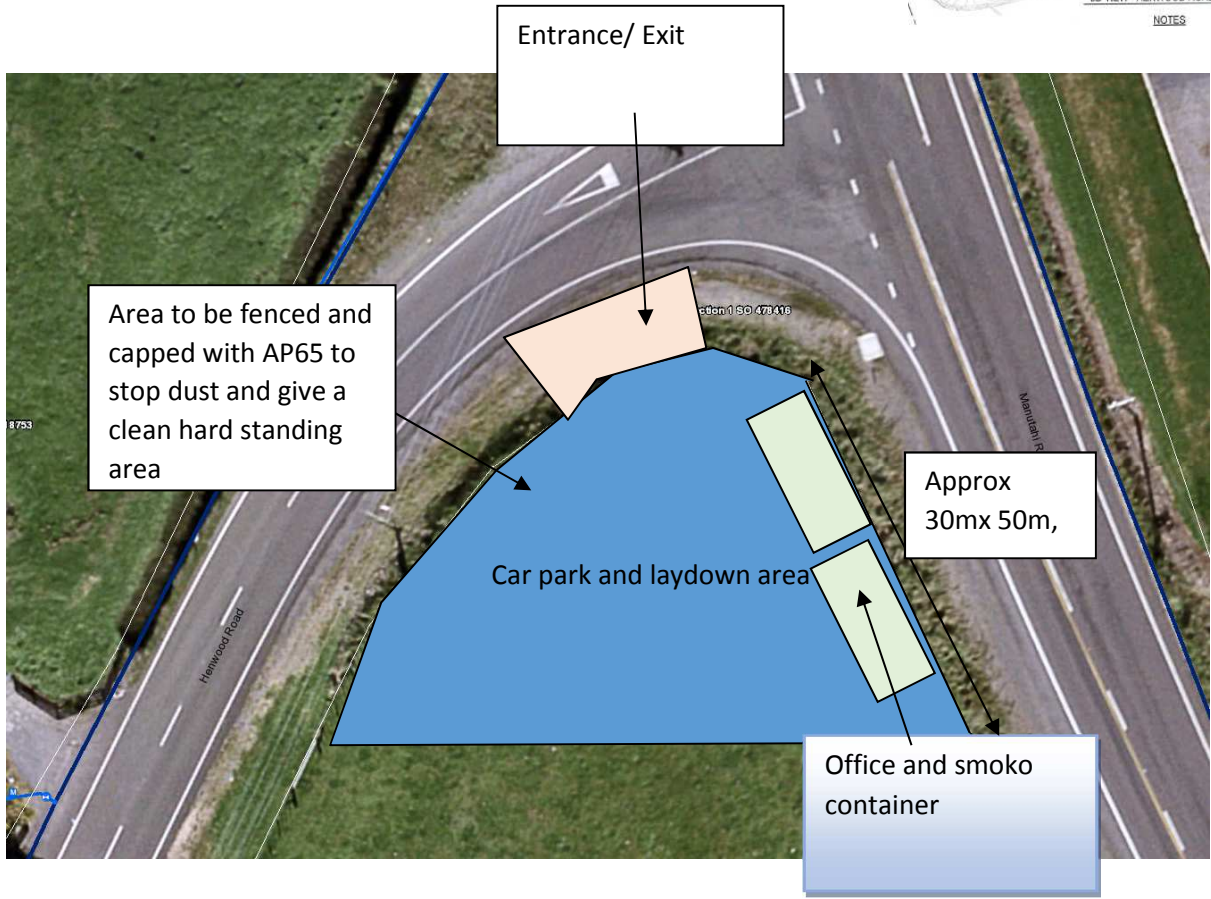 NOTES
Entrance/ Exit
ction 1 SO 478416
Area to be fenced and
capped with AP65 to
stop dust and give a
clean hard standing
area
8753
Manutahi R
Approx
30mx 50m,
Car park and laydown area
Henwood Road
Office and smoko
container
M